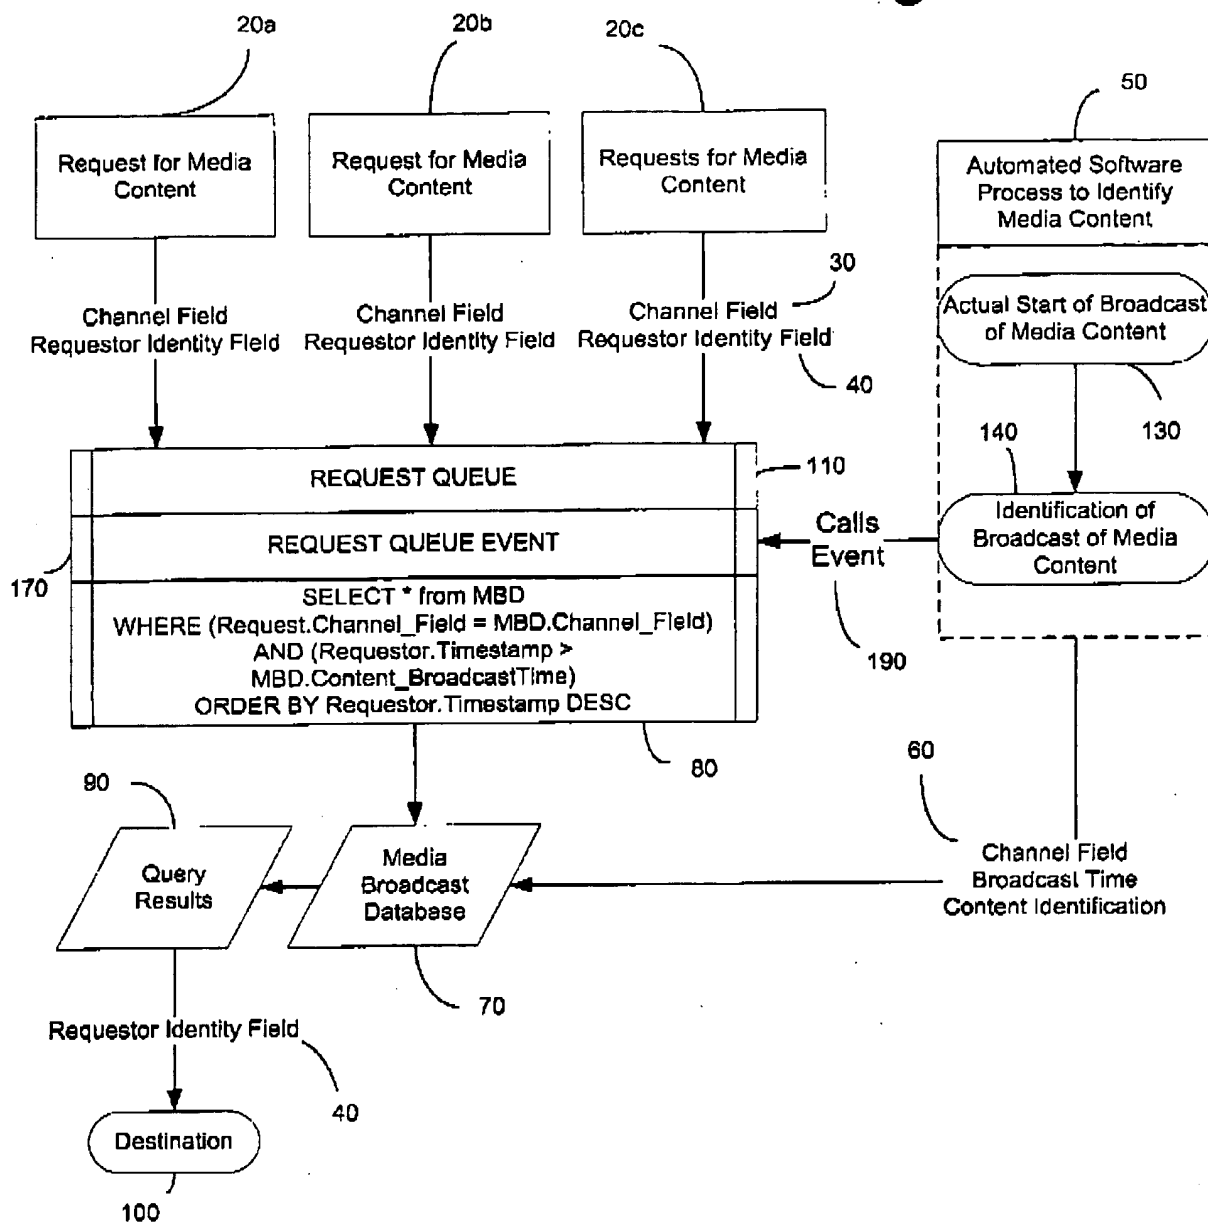 20a
20b
20c
50
Request for Media
Content
Request for Media
Content
Requests for Media
Content
Automated Software
Process to Identify
Media Content
30
Channel Field
Requestor Identity Field
Channel Field
Requestor Identity Field
Channel Field
Requestor Identity Field
40
Actual Start of Broadcast
of Media Content
130
140
110
REQUEST QUEUE
REQUEST QUEUE EVENT
170
Calls
Event
190
Identification of
Broadcast of Media
Content
SELECT * from MBD
WHERE (Request.Channel_Field = MBD.Channel_Field)
AND (Requestor.Timestamp >
MBD.Content_BroadcastTime)
ORDER BY Requestor.Timestamp DESC
80
60
90
Query
Results
Media
Broadcast
Database
70
Channel Field
Broadcast Time
Content Identification
Requestor Identity Field
40
Destination
100